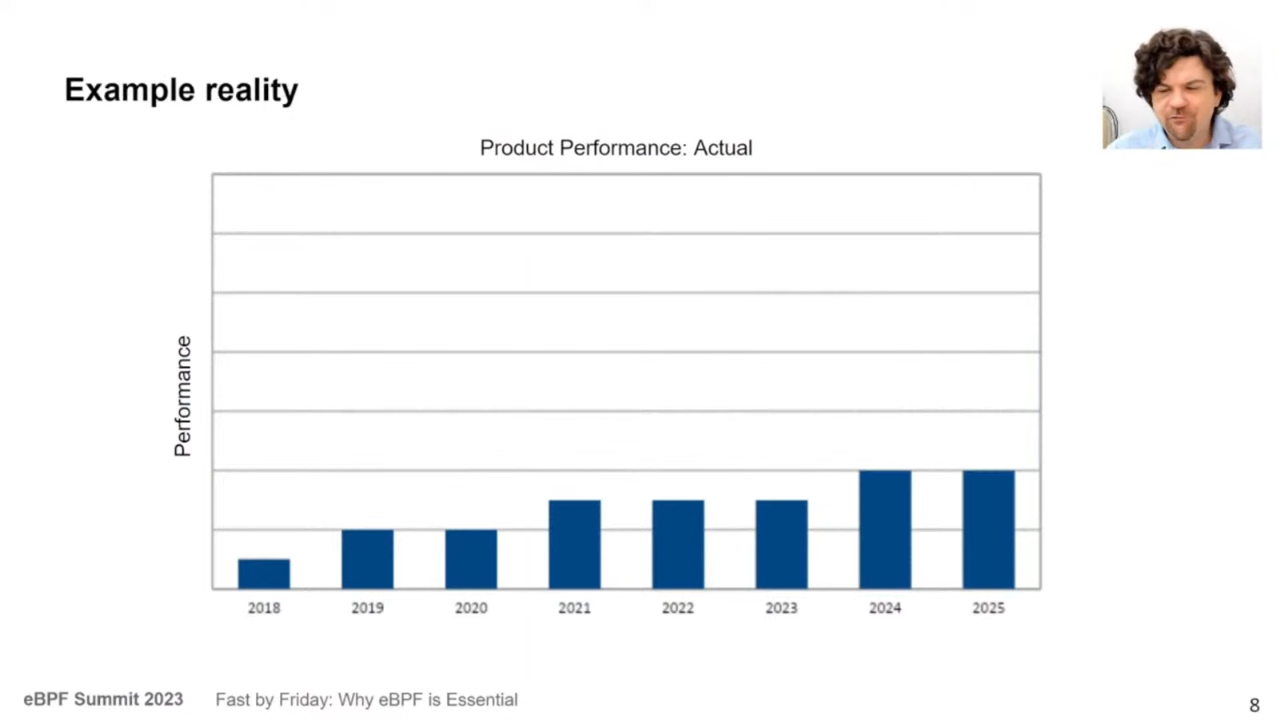 Example reality
Product Performance: Actual
Performance
2018 2019 2020 2021 2022 2023 2024 2025
eBPF Summit 2023 Fast by Friday: Why eBPF is Essential
8